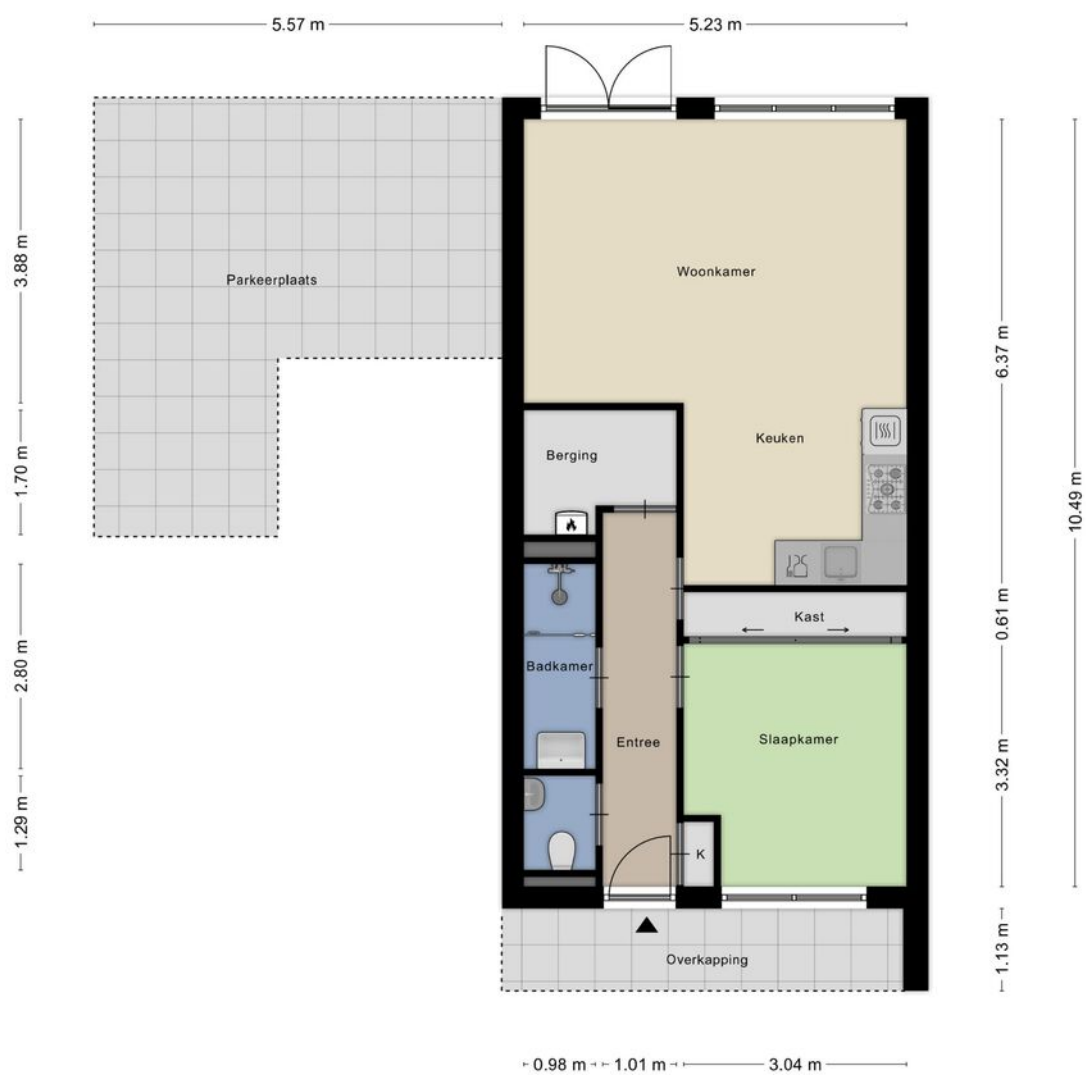 5.57 m
5.23 m
3.88 m
Woonkamer
Parkeerplaats
6.37 m
Keuken
Berging
1.70 m
10.49 m
Kast
0.61 m
Badkamer
2.80 m
Entree
Slaapkamer
3.32 m
1.29 m
K
Overkapping
1.13 m
0.98 m
1.01 m
3.04 m